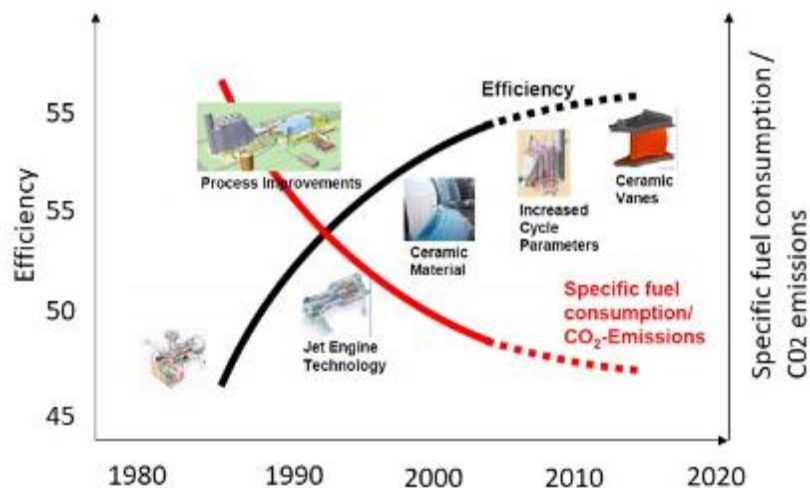 Efficiency
55
55
50
45
1980
1990
2000
2010
2020
Specific fuel consumption /
CO2 emissions
Efficiency
Process Improvements
Jet Engine
Technology
Ceramic
Material
Increased
Cycle
Parameters
Ceramic
Vanes
Specific fuel
consumption/
CO₂-Emissions